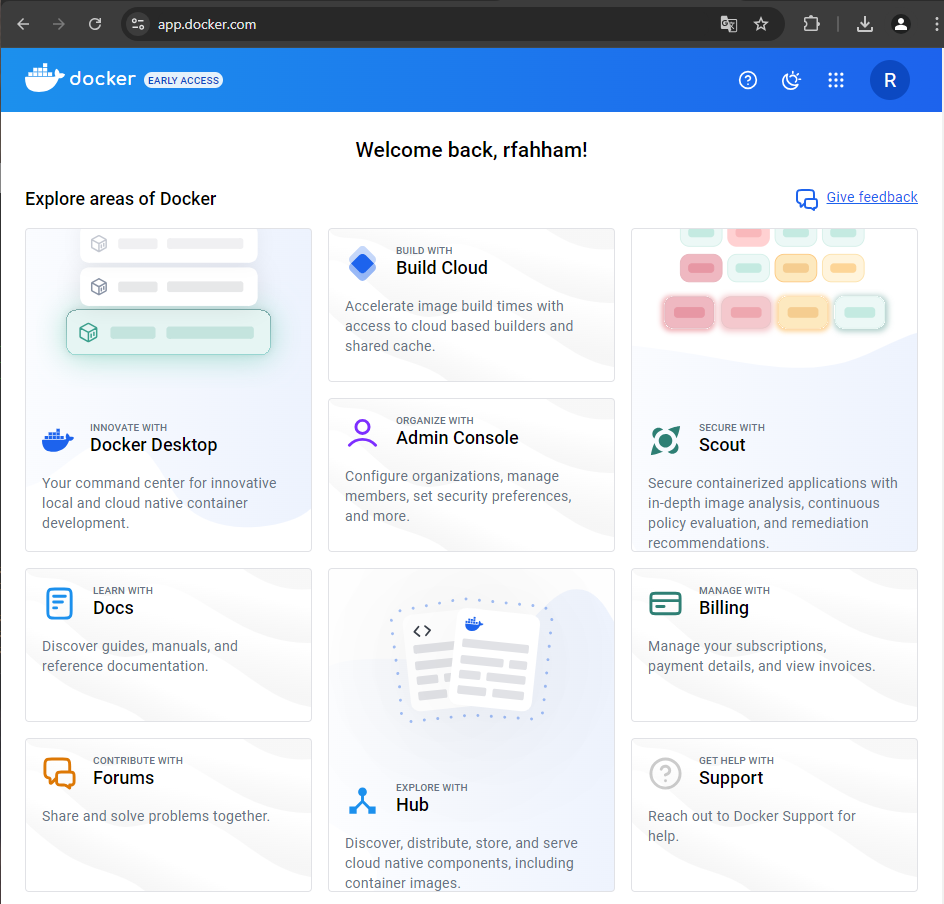 app.docker.com
docker EARLY ACCESS
R
Welcome back, rfahham!
Explore areas of Docker
Give feedback
INNOVATE WITH
Docker Desktop
Your command center for innovative
local and cloud native container
development.
BUILD WITH
Build Cloud
Accelerate image build times with
access to cloud based builders and
shared cache.
ORGANIZE WITH
Admin Console
Configure organizations, manage
members, set security preferences,
and more.
SECURE WITH
Scout
Secure containerized applications with
in-depth image analysis, continuous
policy evaluation, and remediation
recommendations.
LEARN WITH
Docs
Discover guides, manuals, and
reference documentation.
MANAGE WITH
Billing
Manage your subscriptions,
payment details, and view invoices.
CONTRIBUTE WITH
Forums
Share and solve problems together.
EXPLORE WITH
Hub
Discover, distribute, store, and serve
cloud native components, including
container images.
GET HELP WITH
Support
Reach out to Docker Support for
help.